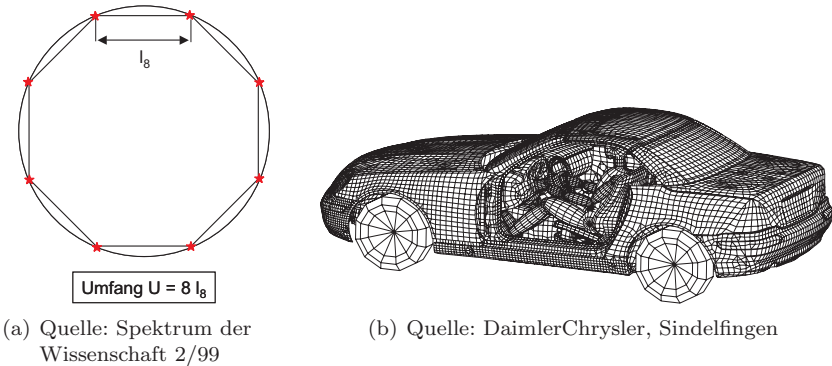 l₈
Umfang U = 8 l₈
(a) Quelle: Spektrum der
Wissenschaft 2/99
(b) Quelle: DaimlerChrysler, Sindelfingen